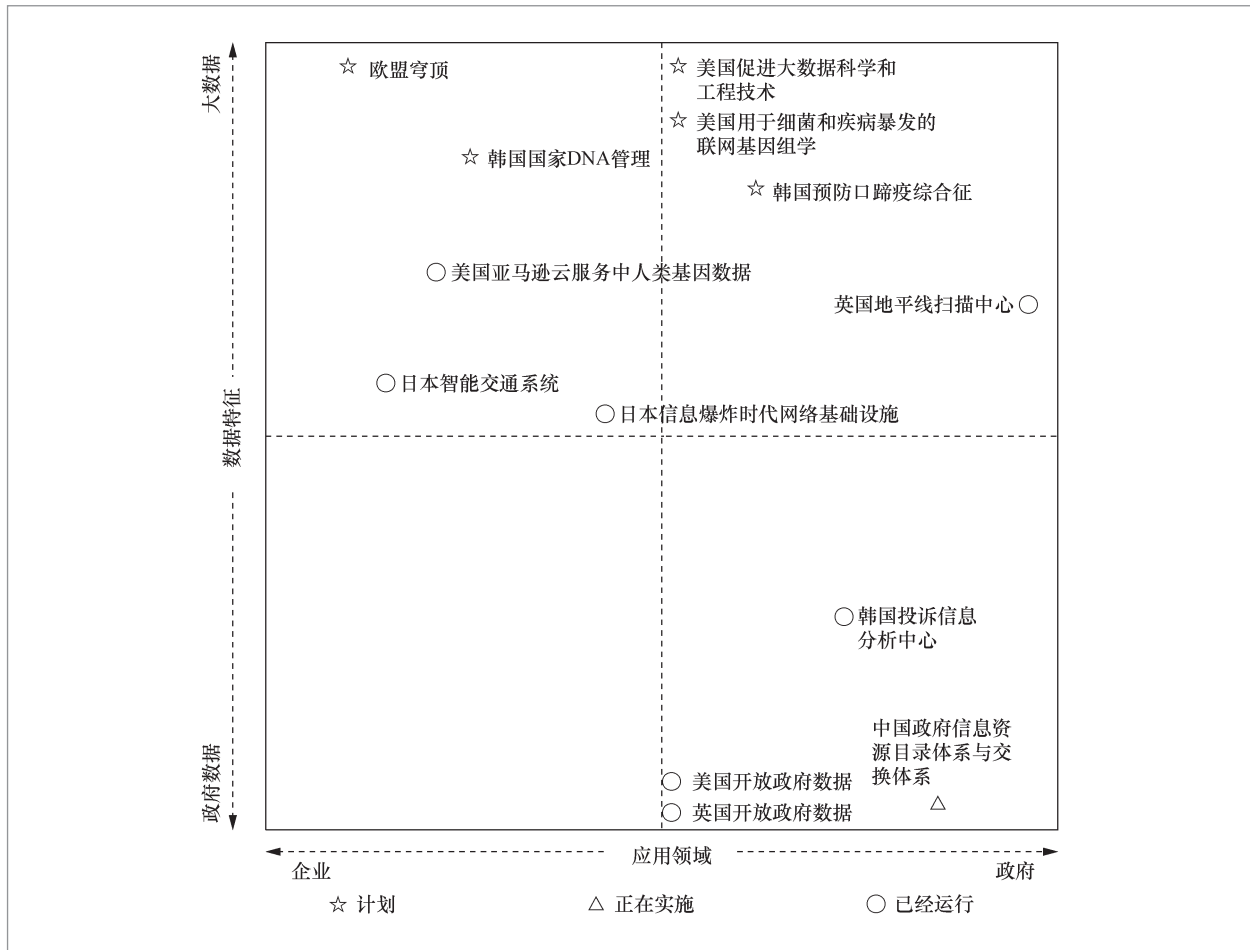 大数据
数据特征
政府数据
☆ 欧盟穹顶
☆ 美国促进大数据科学和
工程技术
☆ 美国用于细菌和疾病暴发的
联网基因组学
☆ 韩国国家DNA管理
☆ 韩国预防口蹄疫综合征
○ 美国亚马逊云服务中人类基因数据
英国地平线扫描中心 ○
○ 日本智能交通系统
○ 日本信息爆炸时代网络基础设施
○ 韩国投诉信息
分析中心
中国政府信息资
源目录体系与交
换体系
△
○ 美国开放政府数据
○ 英国开放政府数据
应用领域
企业
政府
☆ 计划
△ 正在实施
○ 已经运行